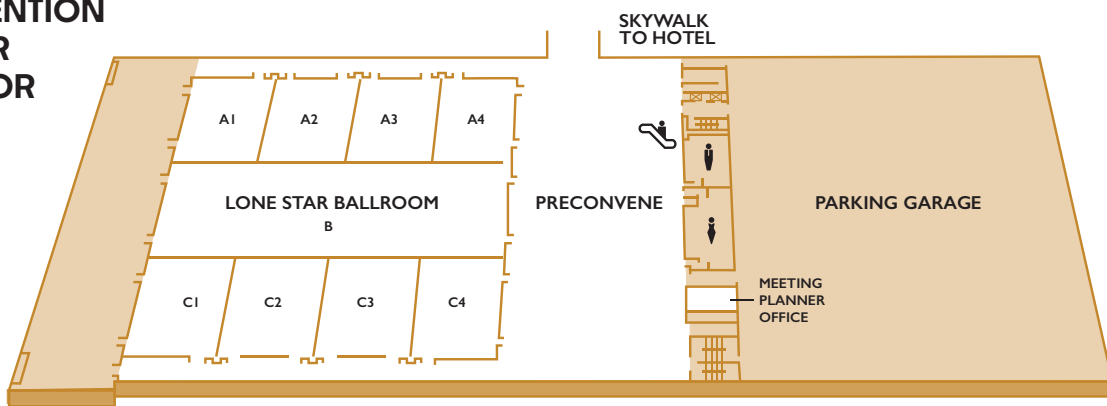 ENTION
R
OR
SKYWALK
TO HOTEL
A1
A2
A3
A4
LONE STAR BALLROOM
B
PRECONVENE
PARKING GARAGE
C1
C2
C3
C4
MEETING
PLANNER
OFFICE